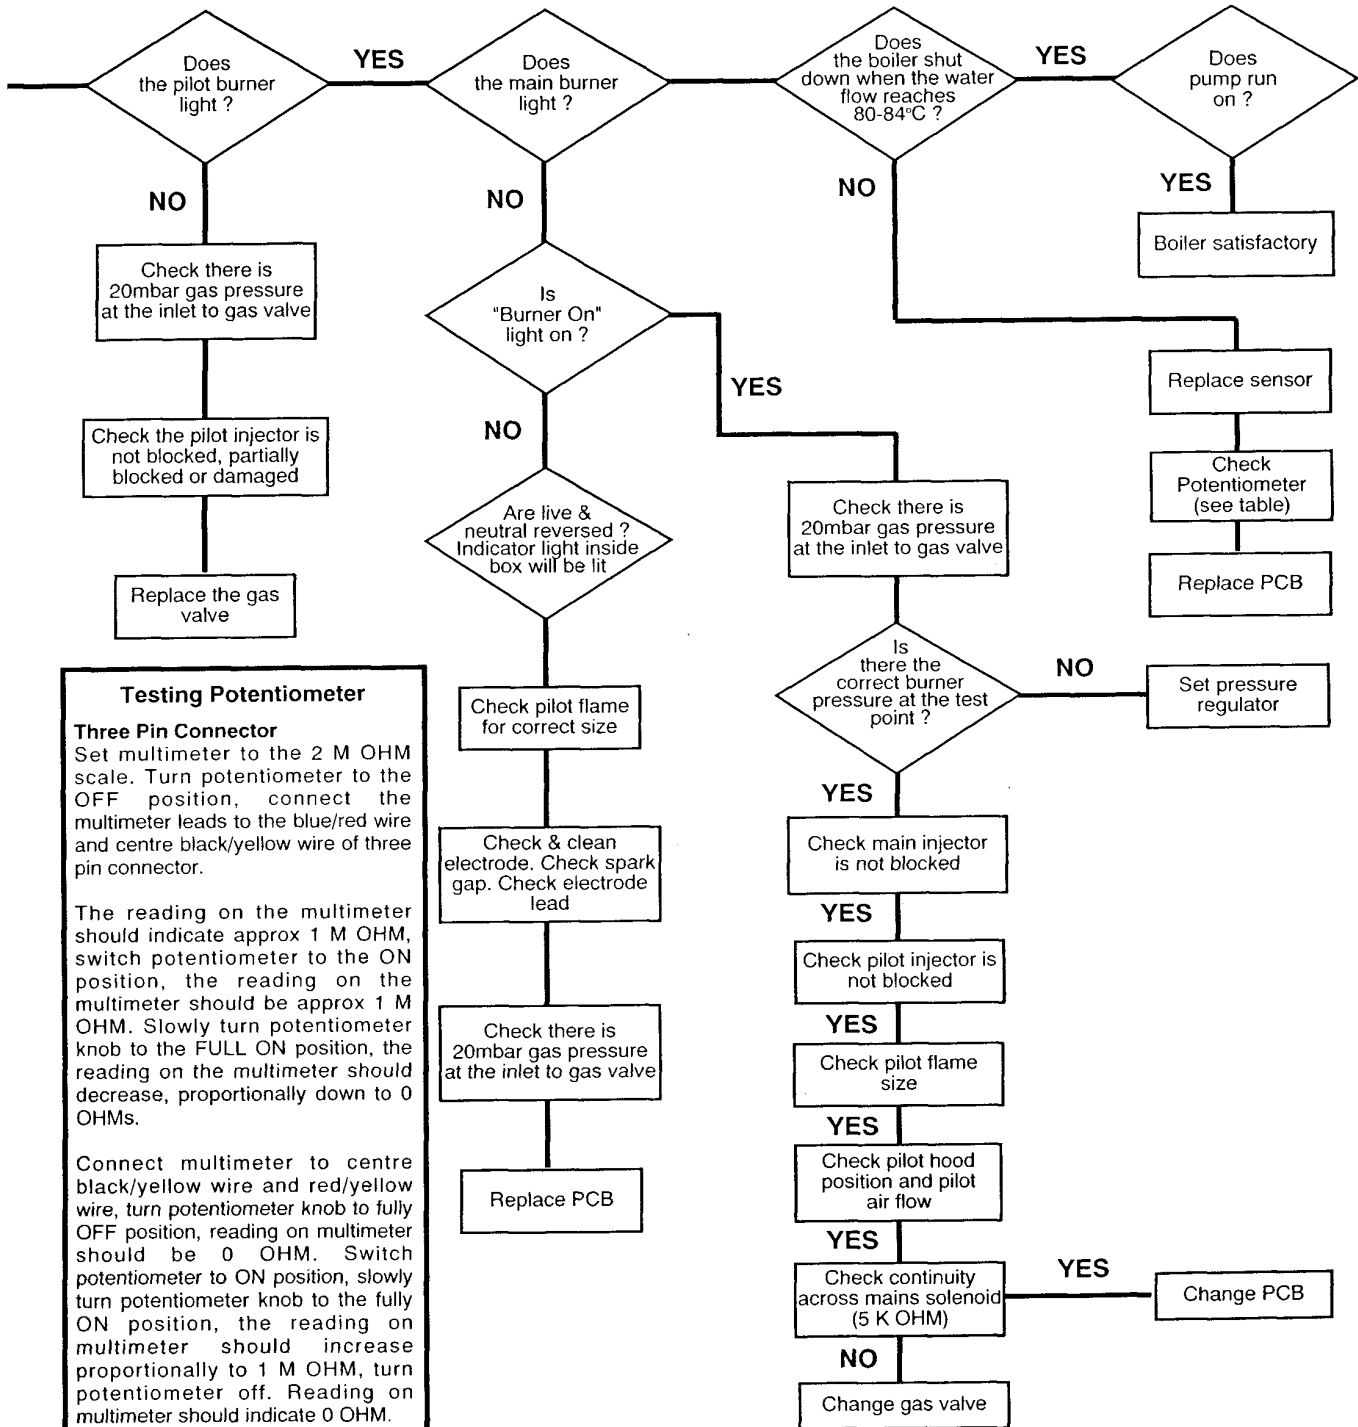 Does
the pilot burner
light ?
YES
Does
the main burner
light ?
Does
the boiler shut
down when the water
flow reaches
80-84°C ?
YES
Does
pump run
on ?
NO
NO
NO
YES
Check there is
20mbar gas pressure
at the inlet to gas valve
Is
"Burner On"
light on ?
Boiler satisfactory
YES
Replace sensor
Check the pilot injector is
not blocked, partially
blocked or damaged
NO
Check
Potentiometer
(see table)
Are live &
neutral reversed ?
Indicator light inside
box will be lit
Check there is
20mbar gas pressure
at the inlet to gas valve
Replace the gas
valve
Replace PCB
Is
there the
correct burner
pressure at the test
point ?
NO
Set pressure
regulator
Testing Potentiometer
Three Pin Connector
Set multimeter to the 2 M OHM
scale. Turn potentiometer to the
OFF position, connect the
multimeter leads to the blue/red wire
and centre black/yellow wire of three
pin connector.
The reading on the multimeter
should indicate approx 1 M OHM,
switch potentiometer to the ON
position, the reading on the
multimeter should be approx 1 M
OHM. Slowly turn potentiometer
knob to the FULL ON position, the
reading on the multimeter should
decrease, proportionally down to 0
OHMs.
Connect multimeter to centre
black/yellow wire and red/yellow
wire, turn potentiometer knob to fully
OFF position, reading on multimeter
should be 0 OHM. Switch
potentiometer to ON position, slowly
turn potentiometer knob to the fully
ON position, the reading on
multimeter should increase
proportionally to 1 M OHM, turn
potentiometer off. Reading on
multimeter should indicate 0 OHM.
Check pilot flame
for correct size
Check & clean
electrode. Check spark
gap. Check electrode
lead
Check there is
20mbar gas pressure
at the inlet to gas valve
Replace PCB
YES
Check main injector
is not blocked
YES
Check pilot injector is
not blocked
YES
Check pilot flame
size
YES
Check pilot hood
position and pilot
air flow
YES
Check continuity
across mains solenoid
(5 K OHM)
YES
Change PCB
NO
Change gas valve